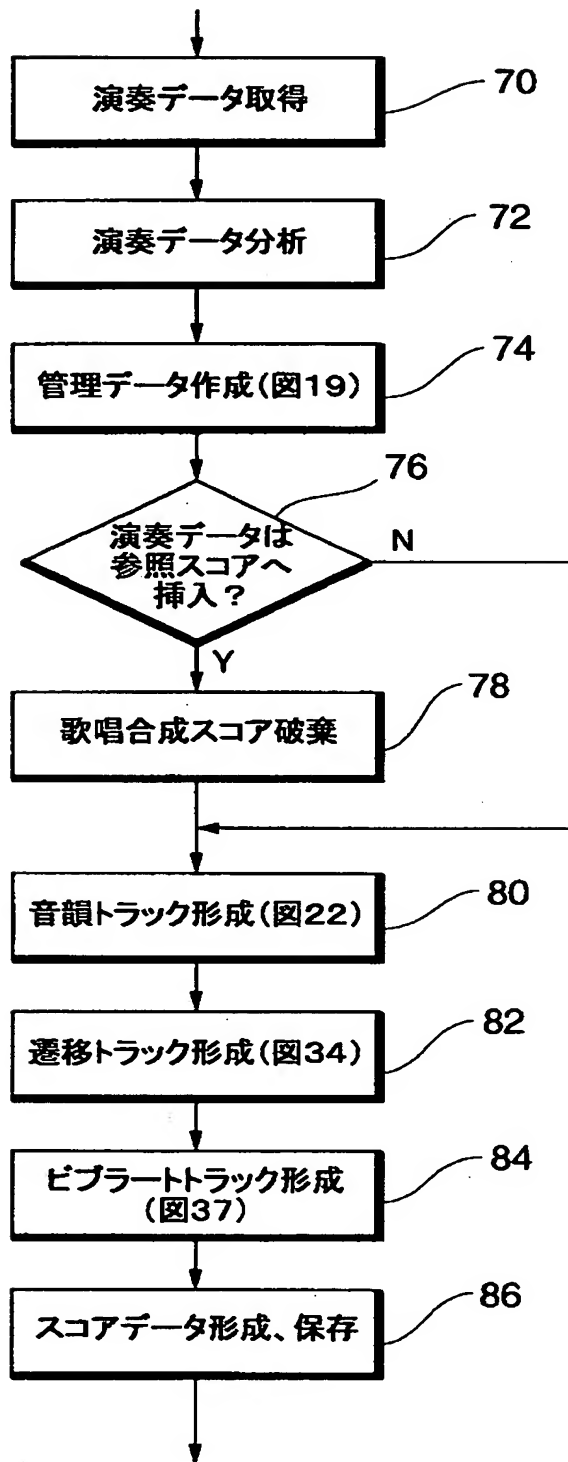 演奏データ取得
70
演奏データ分析
72
管理データ作成(図19)
74
76
演奏データは
参照スコアへ
挿入?
N
Y
歌唱合成スコア破棄
78
音韻トラック形成(図22)
80
遷移トラック形成(図34)
82
ビブラートトラック形成
(図37)
84
スコアデータ形成、保存
86